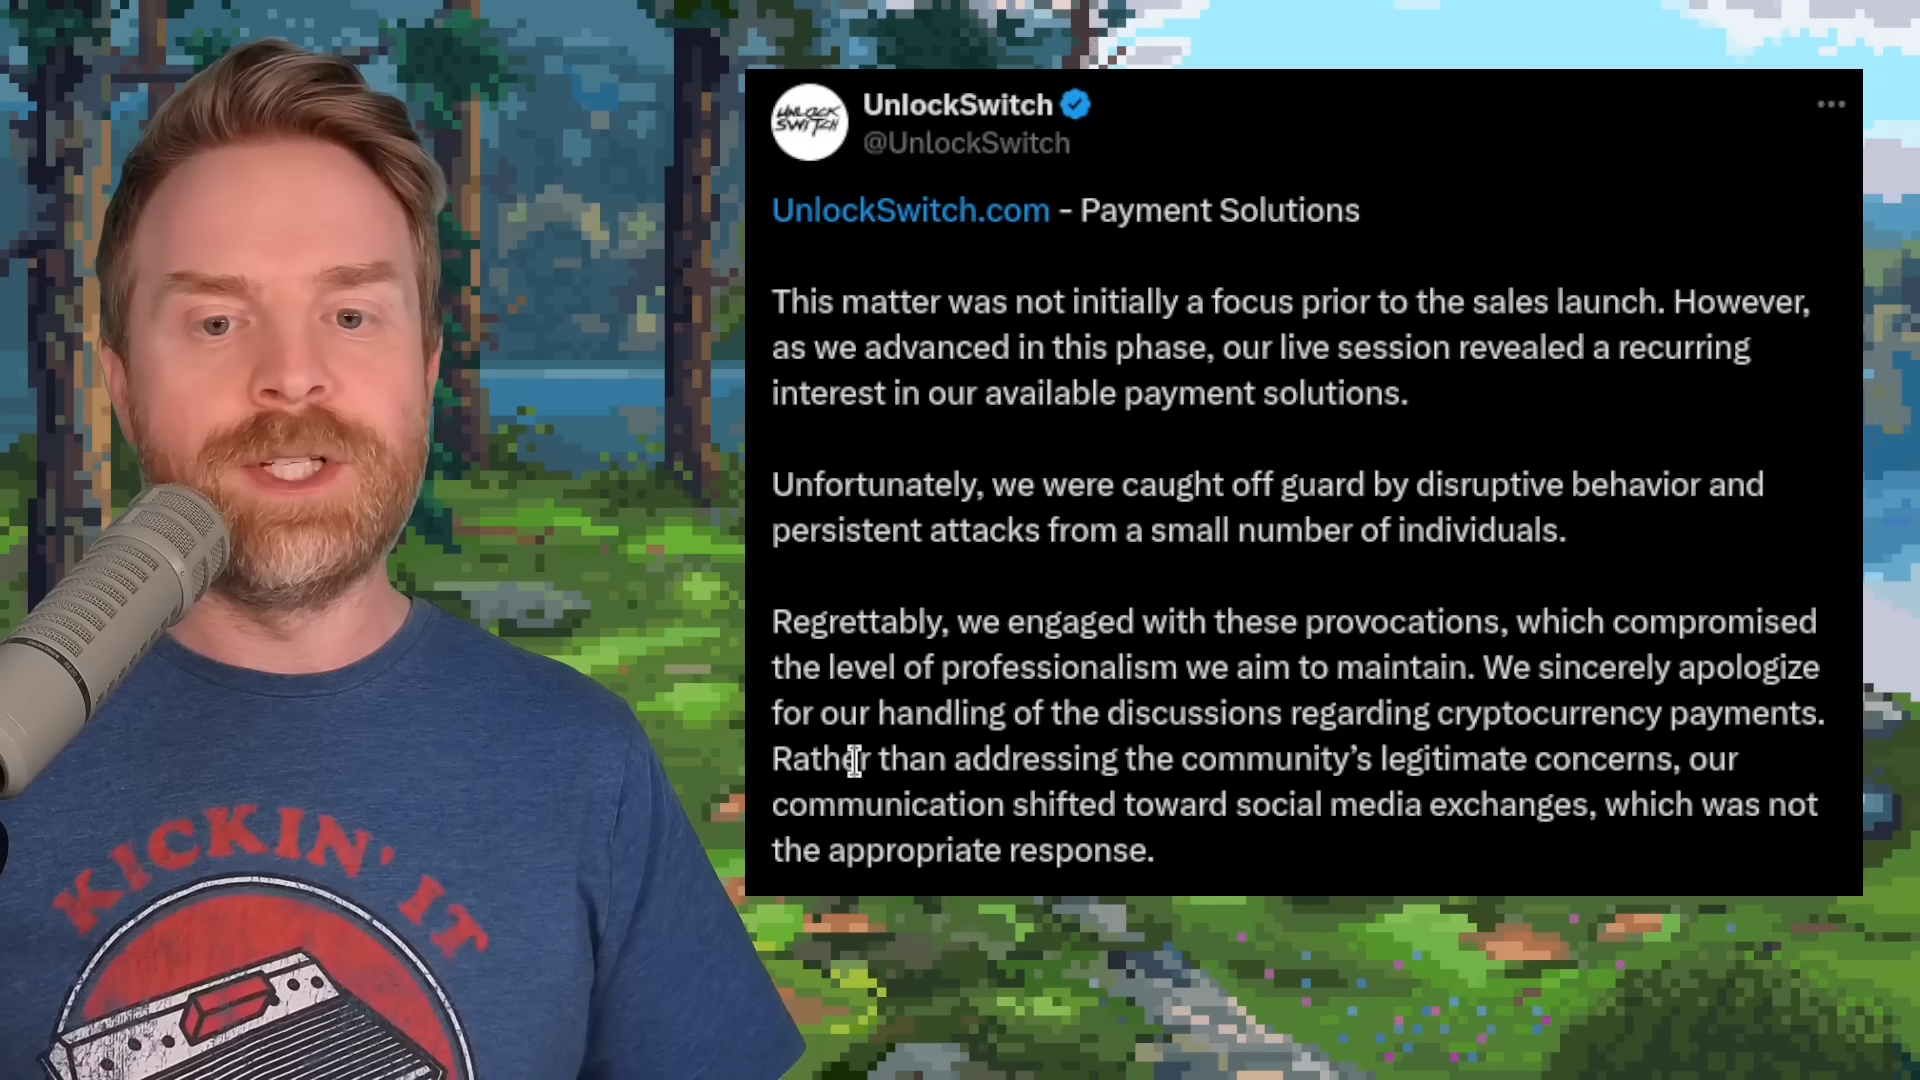 UNLOCK
SWITCH
UnlockSwitch
@UnlockSwitch
UnlockSwitch.com - Payment Solutions
This matter was not initially a focus prior to the sales launch. However,
as we advanced in this phase, our live session revealed a recurring
interest in our available payment solutions.
Unfortunately, we were caught off guard by disruptive behavior and
persistent attacks from a small number of individuals.
Regrettably, we engaged with these provocations, which compromised
the level of professionalism we aim to maintain. We sincerely apologize
for our handling of the discussions regarding cryptocurrency payments.
Rather than addressing the community’s legitimate concerns, our
communication shifted toward social media exchanges, which was not
the appropriate response.
KICKIN' IT